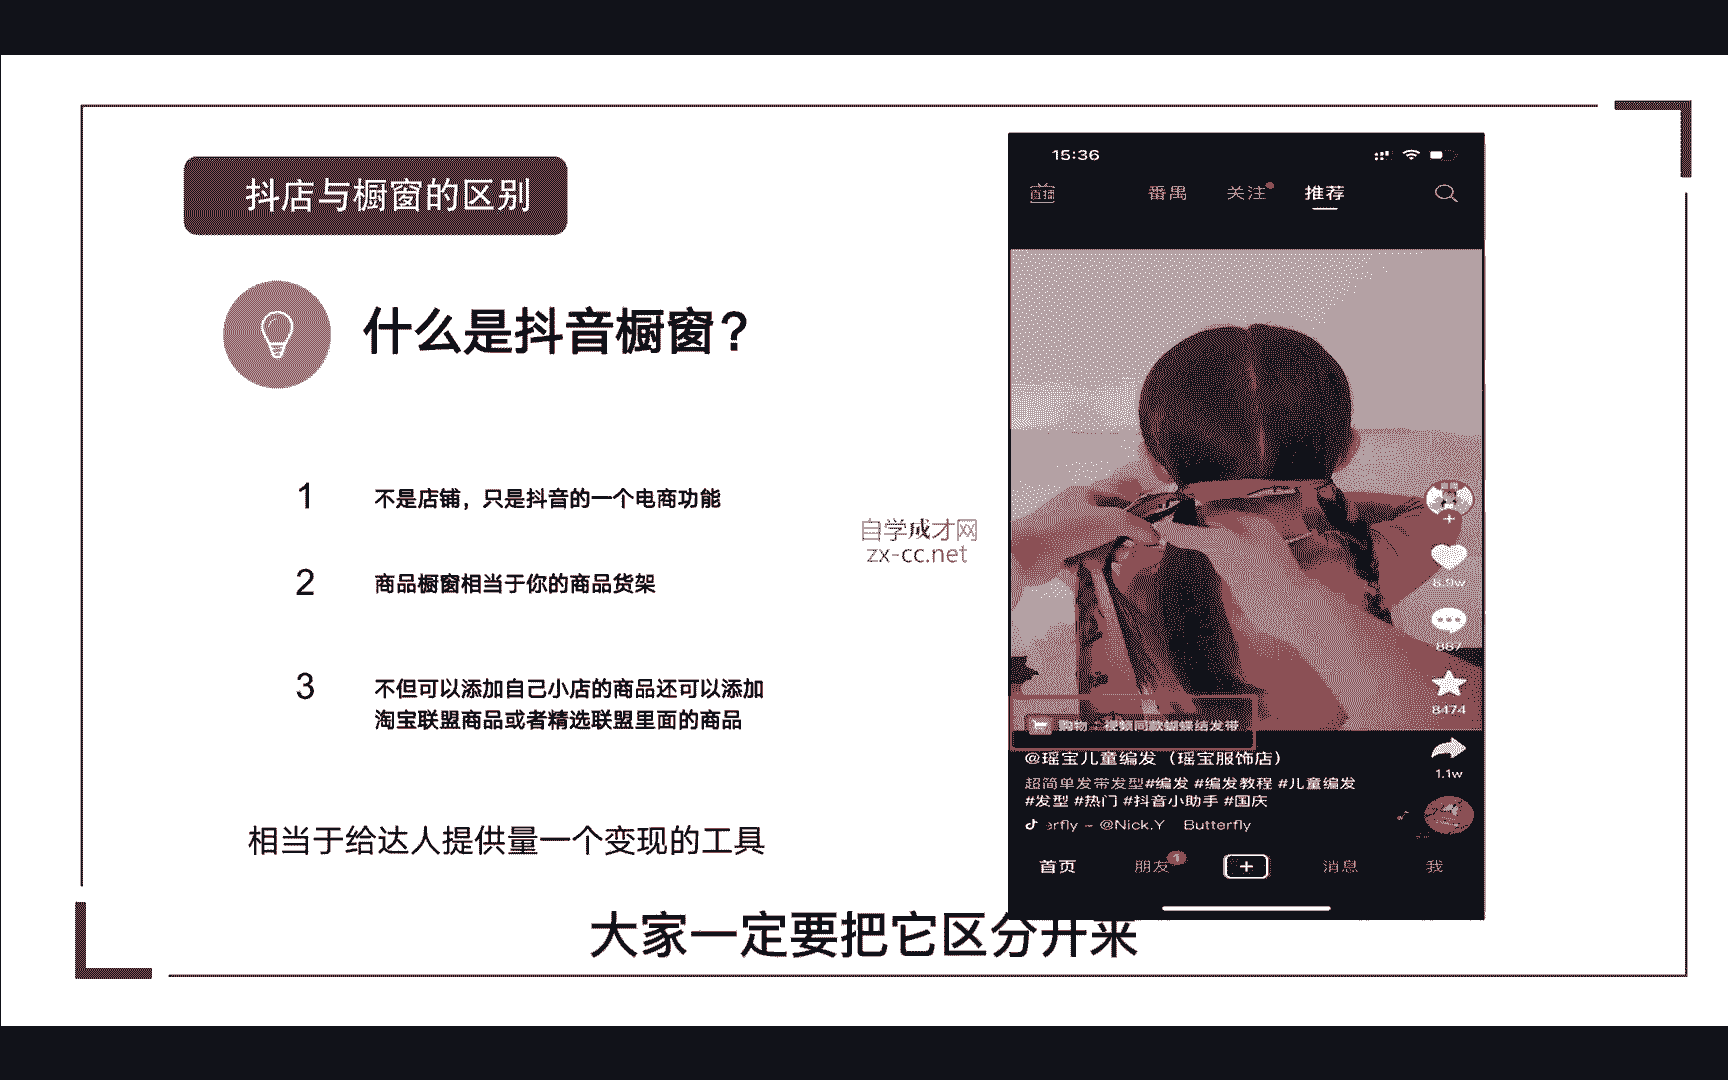 抖店与橱窗的区别
什么是抖音橱窗？
1 不是店铺，只是抖音的一个电商功能
2 商品橱窗相当于你的商品货架
3 不但可以添加自己小店的商品还可以添加
淘宝联盟商品或者精选联盟里面的商品
相当于给达人提供量一个变现的工具
大家一定要把它区分开来
自学成才网
zx-cc.net
15:36
直播 番禺 关注 推荐
8.9w
887
8474
1.1w
购物 视频同款蝴蝶结发带
@瑶宝儿童编发（瑶宝服饰店）
超简单发带发型#编发 #编发教程 #儿童编发
#发型 #热门 #抖音小助手 #国庆
erfly - @Nick.Y Butterfly
首页 朋友 1 消息 我